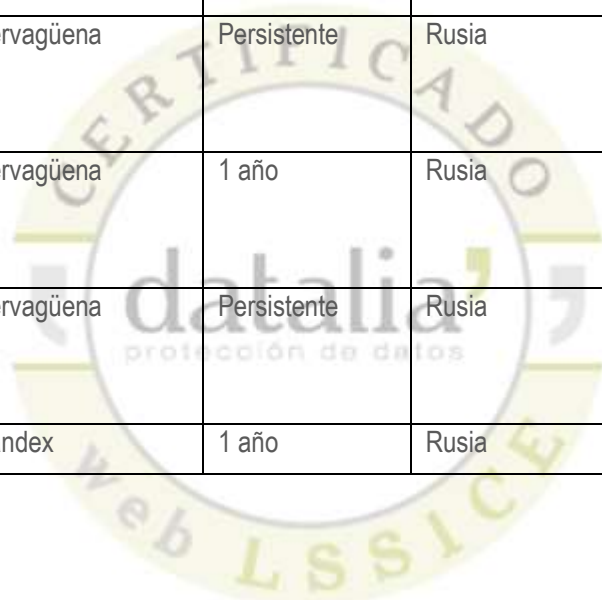 rvagüena Persistente Rusia
rvagüena 1 año Rusia
rvagüena Persistente Rusia
ndex 1 año Rusia
CERTIFICADO
datalia
protección de datos
Web LSSICE